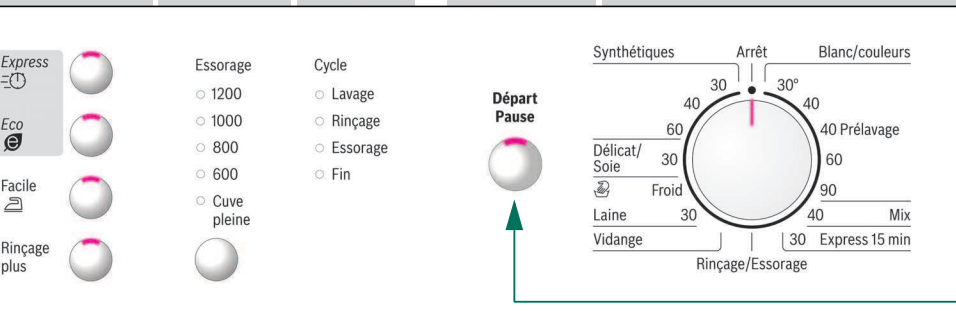 Express
Eco
Facile
Rinçage
plus
Essorage
1200
1000
800
600
Cuve
pleine
Cycle
Lavage
Rinçage
Essorage
Fin
Départ
Pause
Synthétiques
Arrêt
Blanc/couleurs
30
30°
40
40
60
40 Prélavage
Délicat/
Soie
30
60
Froid
90
Laine
30
40
Mix
Vidange
30
Express 15 min
Rinçage/Essorage